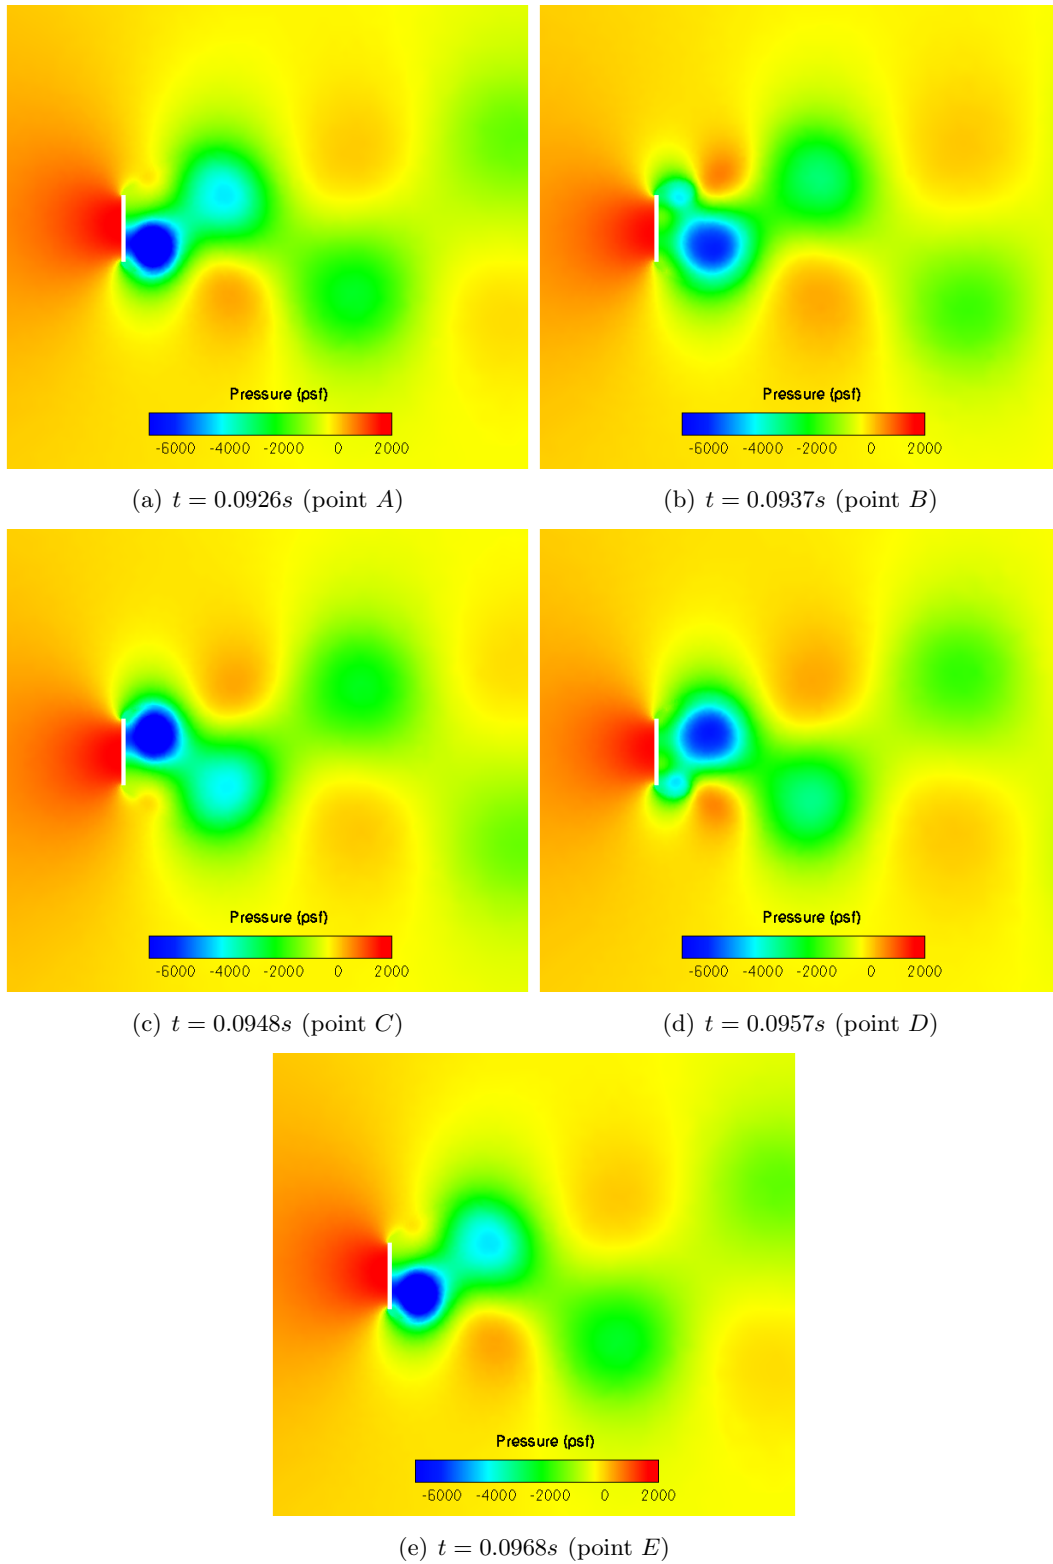 Pressure (psf)
-6000 -4000 -2000 0 2000
Pressure (psf)
-6000 -4000 -2000 0 2000
(a) t = 0.0926s (point A)
(b) t = 0.0937s (point B)
Pressure (psf)
-6000 -4000 -2000 0 2000
Pressure (psf)
-6000 -4000 -2000 0 2000
(c) t = 0.0948s (point C)
(d) t = 0.0957s (point D)
Pressure (psf)
-6000 -4000 -2000 0 2000
(e) t = 0.0968s (point E)